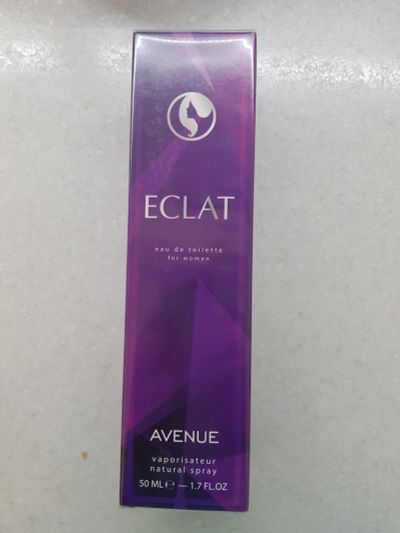 ECLAT
eau de toilette
for women
AVENUE
vaporisateur
natural spray
50 ML ℮ — 1.7 FL.OZ